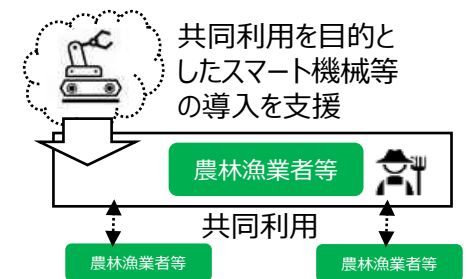 共同利用を目的と
したスマート機械等
の導入を支援
農林漁業者等
共同利用
農林漁業者等
農林漁業者等